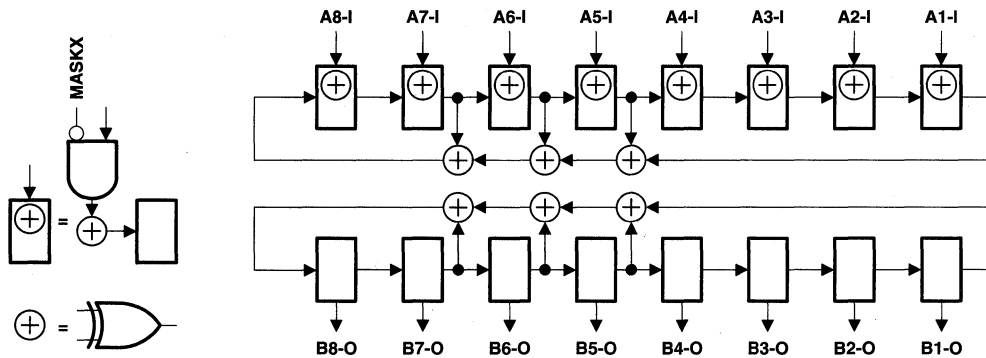 A8-I A7-I A6-I A5-I A4-I A3-I A2-I A1-I
MASKX
=
=
B8-O B7-O B6-O B5-O B4-O B3-O B2-O B1-O